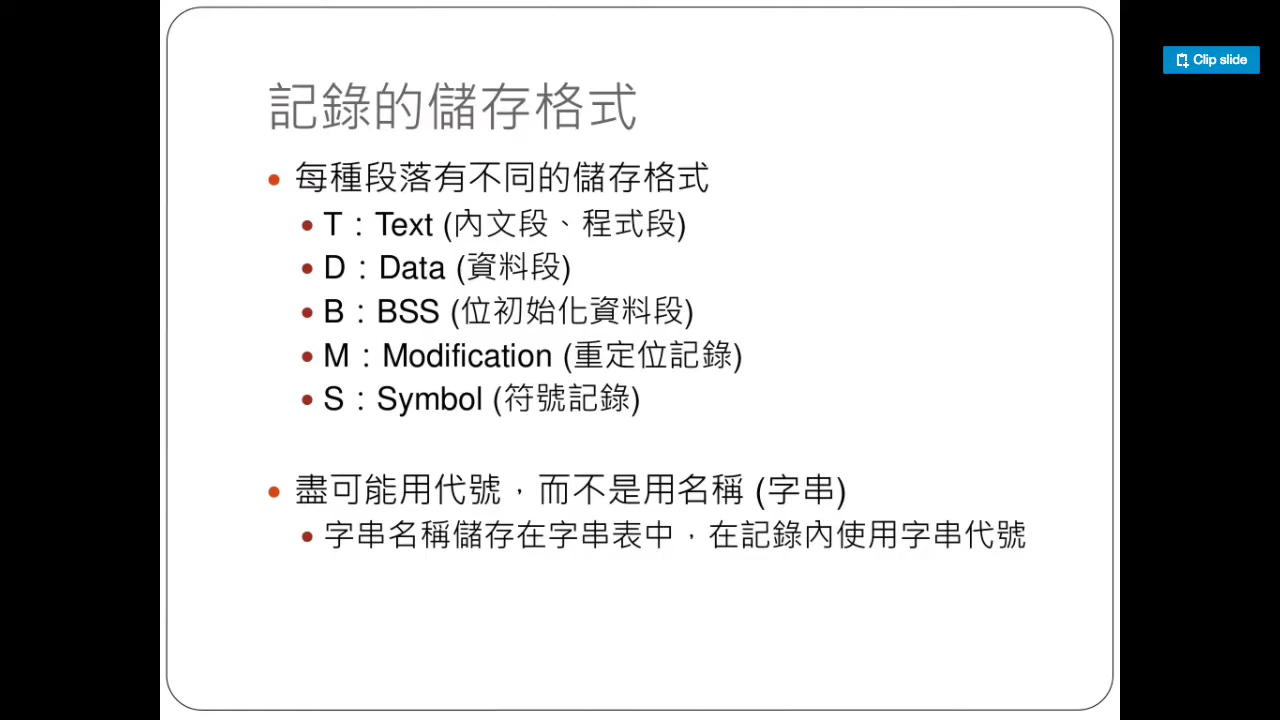 Clip slide
記錄的儲存格式
• 每種段落有不同的儲存格式
• T：Text (內文段、程式段)
• D：Data (資料段)
• B：BSS (位初始化資料段)
• M：Modification (重定位記錄)
• S：Symbol (符號記錄)
• 盡可能用代號，而不是用名稱 (字串)
• 字串名稱儲存在字串表中，在記錄內使用字串代號